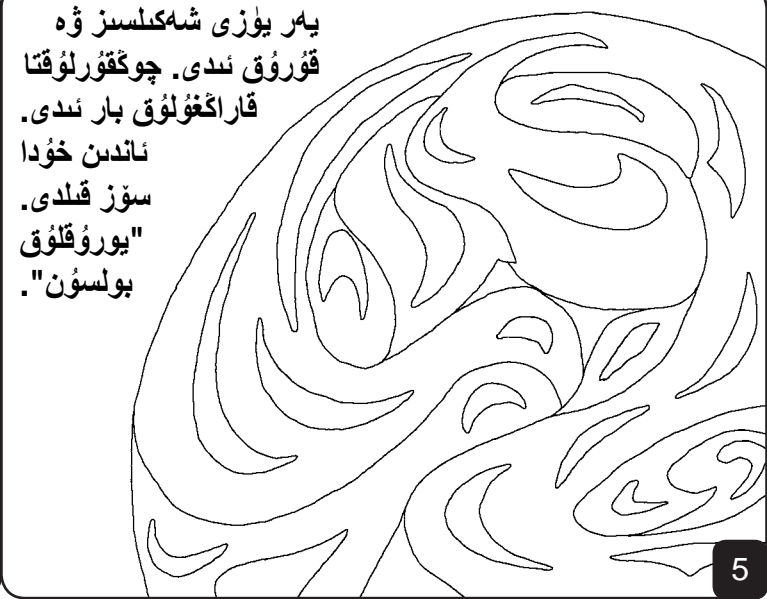 يەر يۈزى شەكىلسىز ۋە
قۇرۇق ئىدى. چوڭقۇرلۇقتا
قاراڭغۇلۇق بار ئىدى.
ئاندىن خۇدا
سۆز قىلدى.
"يورۇقلۇق
بولسۇن".
5